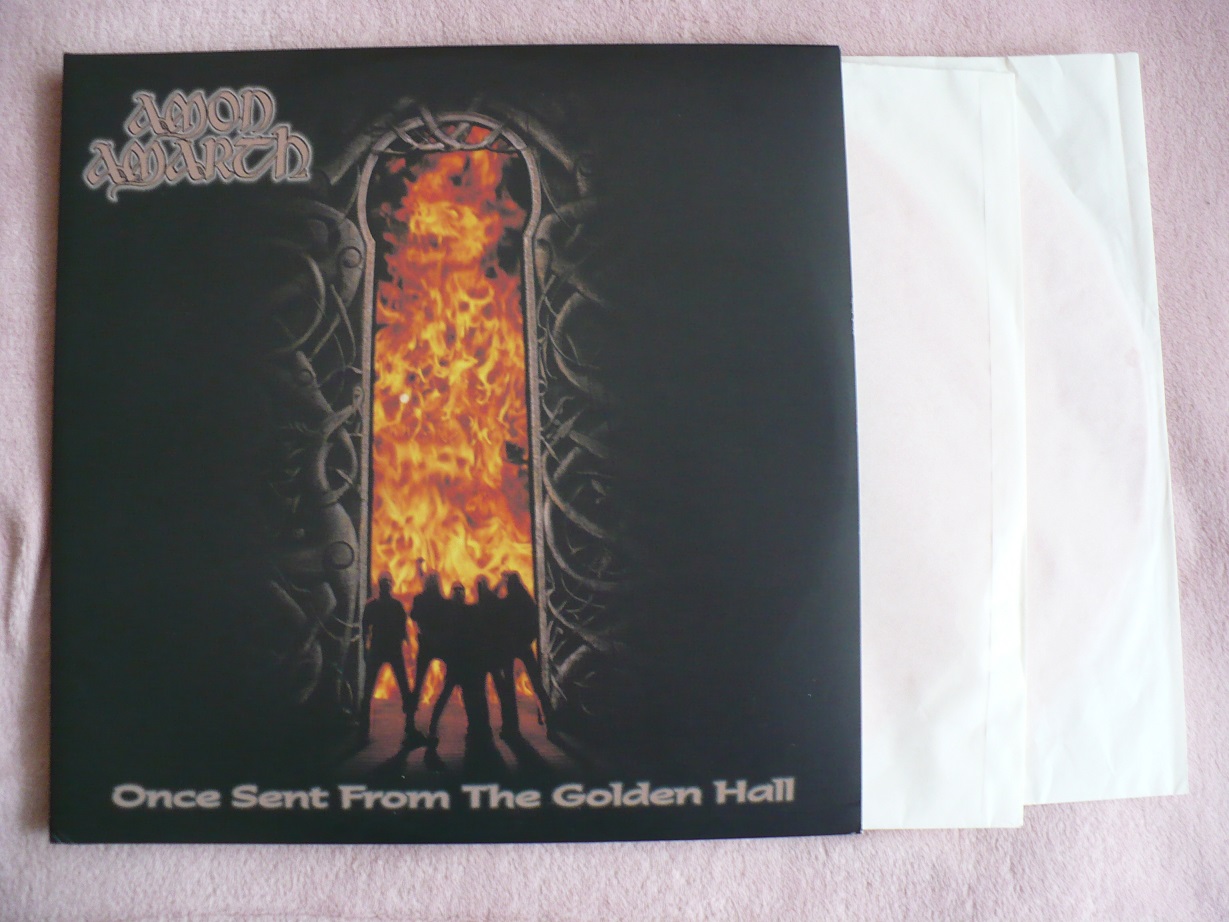 AMON
AMARTH
Once Sent From The Golden Hall